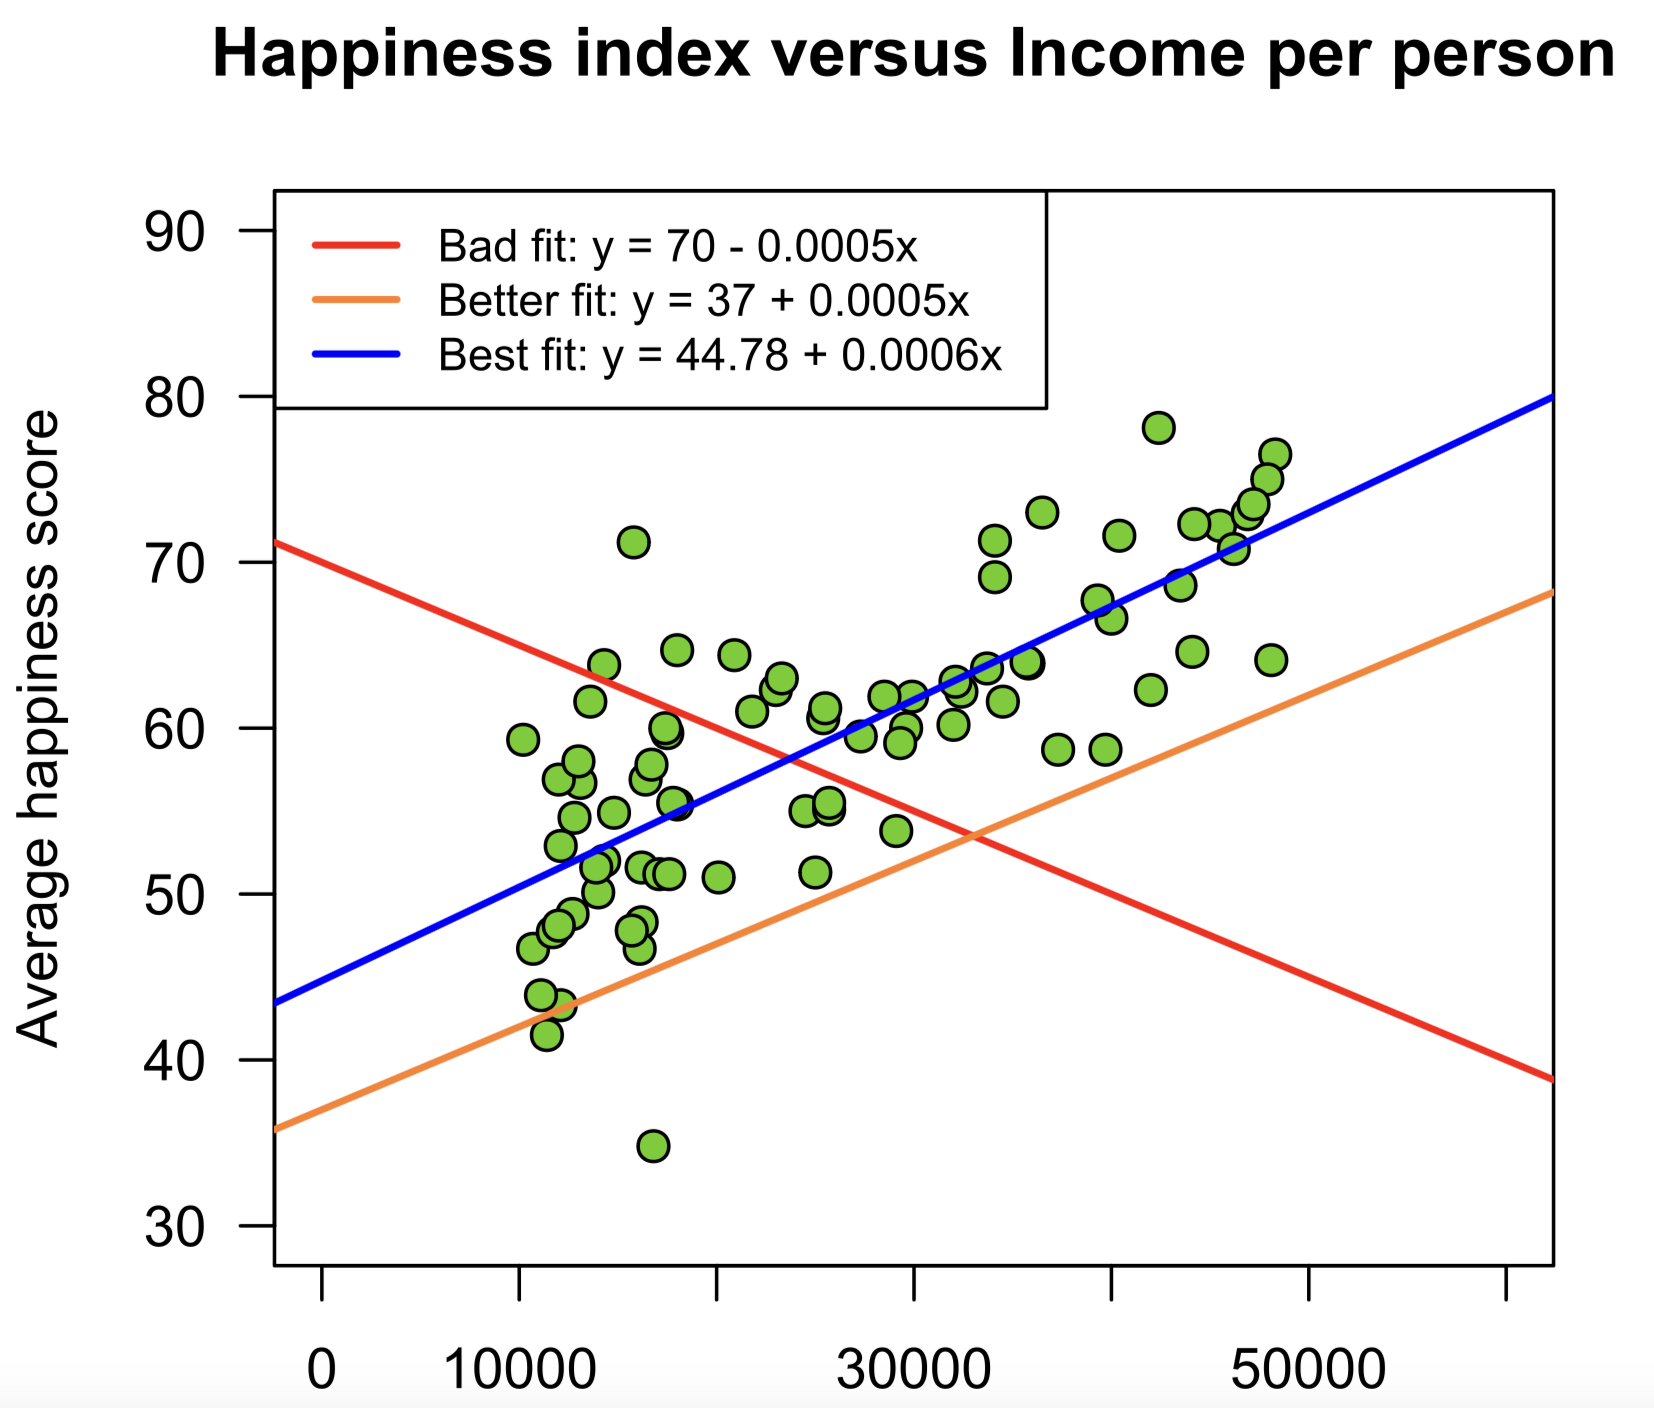 Happiness index versus Income per person
Bad fit: y = 70 - 0.0005x
Better fit: y = 37 + 0.0005x
Best fit: y = 44.78 + 0.0006x
Average happiness score
90
80
70
60
50
40
30
0 10000 30000 50000